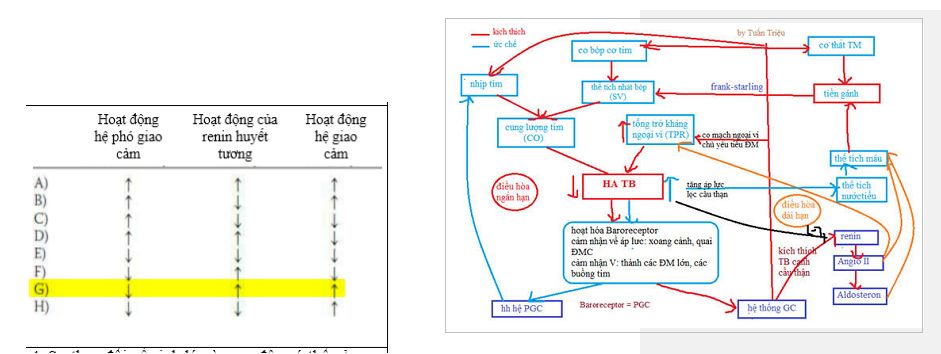 Hoạt động hệ phó giao cảm
Hoạt động của renin huyết tương
Hoạt động hệ giao cảm
A) ↑ ↑ ↑
B) ↑ ↑ ↓
C) ↑ ↓ ↓
D) ↑ ↓ ↑
E) ↓ ↓ ↓
F) ↓ ↑ ↓
G) ↓ ↑ ↑
H) ↓ ↓ ↑
kích thích
ức chế
by Tuấn Triệu
co bóp cơ tim
co thắt TM
nhịp tim
thể tích nhát bóp
(SV)
frank-starling
tiền gánh
cung lượng tim
(CO)
tổng trở kháng
ngoại vi (TPR)
co mạch ngoại vi
chủ yếu tiểu ĐM
thể tích máu
điều hòa
ngắn hạn
HA TB
tăng áp lực
lọc cầu thận
thể tích
nước tiểu
điều hòa
dài hạn
hoạt hóa Baroreceptor
cảm nhận về áp lực: xoang cảnh, quai
ĐMC
cảm nhận V: thành các ĐM lớn, các
buồng tim
renin
kích thích
TB cạnh
cầu thận
Angio II
Aldosteron
hh hệ PGC
Baroreceptor = PGC
hệ thống GC